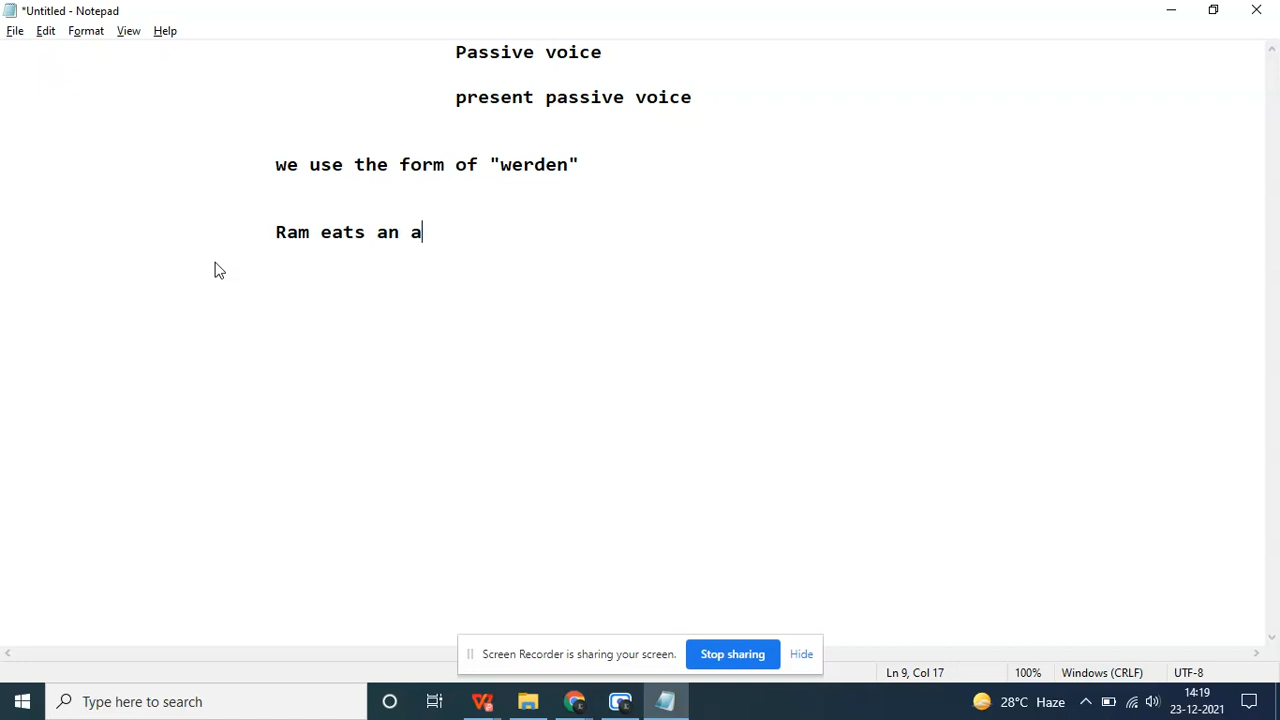 *Untitled - Notepad
File Edit Format View Help
Passive voice
present passive voice
we use the form of "werden"
Ram eats an a
Screen Recorder is sharing your screen. Stop sharing Hide
Ln 9, Col 17 100% Windows (CRLF) UTF-8
Type here to search 28°C Haze 14:19
23-12-2021